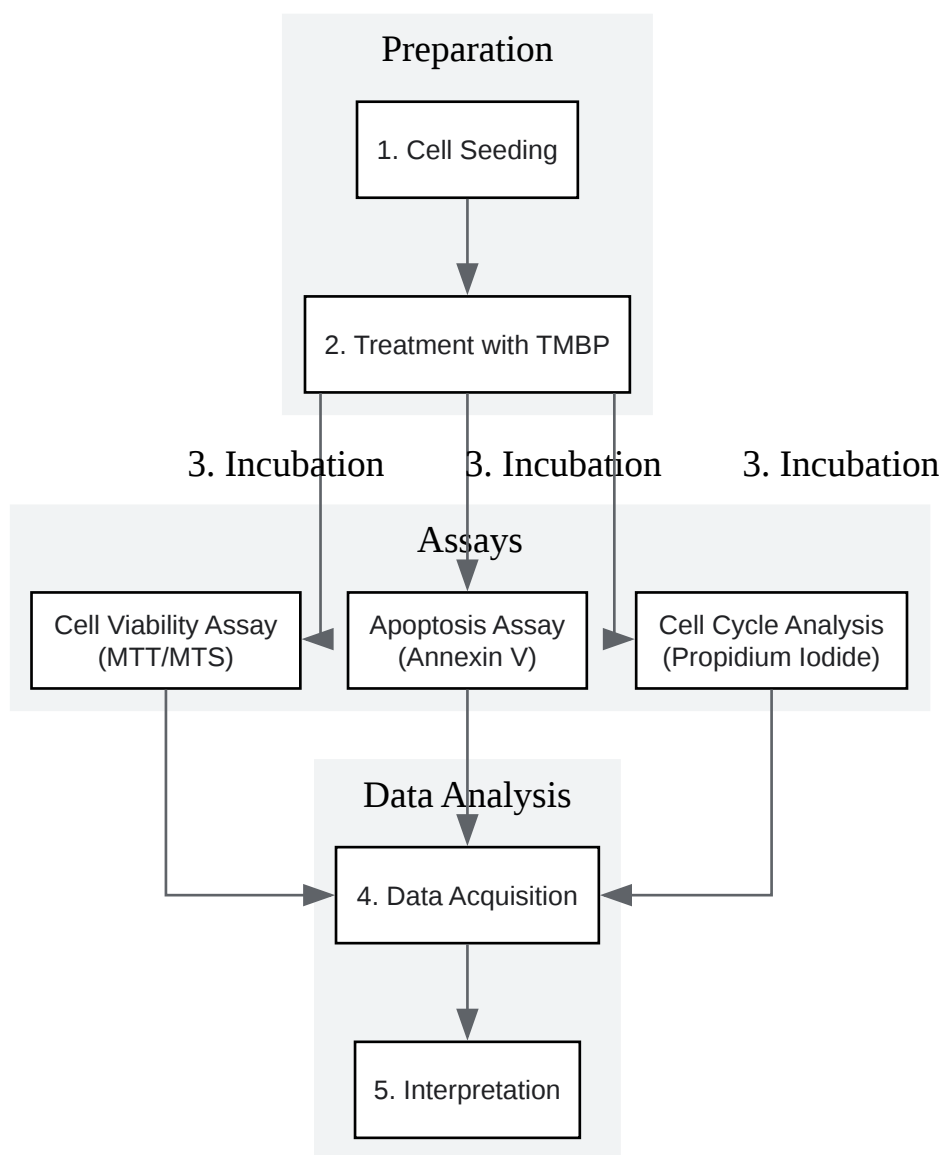 Preparation
1. Cell Seeding
2. Treatment with TMBP
3. Incubation
3. Incubation
3. Incubation
Assays
Cell Viability Assay
(MTT/MTS)
Apoptosis Assay
(Annexin V)
Cell Cycle Analysis
(Propidium Iodide)
Data Analysis
4. Data Acquisition
5. Interpretation